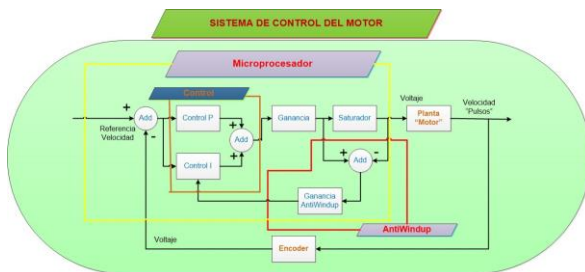 SISTEMA DE CONTROL DEL MOTOR
Microprocesador
Control
Voltaje
Velocidad
"Pulsos"
+
Add
-
Referencia
Velocidad
Control P
+
Add
+
Ganancia
Saturador
Planta
"Motor"
Control I
+
Add
-
Ganancia
AntiWindup
AntiWindup
Voltaje
Encoder